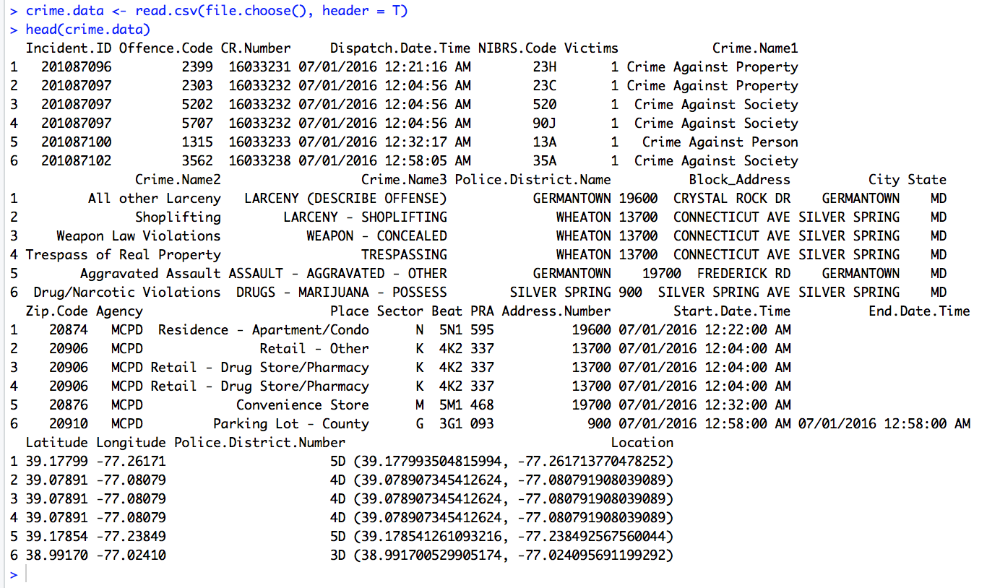 > crime.data <- read.csv(file.choose(), header = T)
> head(crime.data)
  Incident.ID Offence.Code CR.Number     Dispatch.Date.Time NIBRS.Code Victims            Crime.Name1
1   201087096         2399  16033231 07/01/2016 12:21:16 AM        23H       1 Crime Against Property
2   201087097         2303  16033232 07/01/2016 12:04:56 AM        23C       1 Crime Against Property
3   201087097         5202  16033232 07/01/2016 12:04:56 AM        520       1  Crime Against Society
4   201087097         5707  16033232 07/01/2016 12:04:56 AM        90J       1  Crime Against Society
5   201087100         1315  16033233 07/01/2016 12:32:17 AM        13A       1   Crime Against Person
6   201087102         3562  16033238 07/01/2016 12:58:05 AM        35A       1  Crime Against Society
                Crime.Name2                  Crime.Name3 Police.District.Name          Block_Address          City State
1         All other Larceny   LARCENY (DESCRIBE OFFENSE)           GERMANTOWN 19600  CRYSTAL ROCK DR    GERMANTOWN    MD
2               Shoplifting        LARCENY - SHOPLIFTING              WHEATON 13700  CONNECTICUT AVE SILVER SPRING    MD
3     Weapon Law Violations           WEAPON - CONCEALED              WHEATON 13700  CONNECTICUT AVE SILVER SPRING    MD
4 Trespass of Real Property                  TRESPASSING              WHEATON 13700  CONNECTICUT AVE SILVER SPRING    MD
5        Aggravated Assault ASSAULT - AGGRAVATED - OTHER           GERMANTOWN    19700  FREDERICK RD    GERMANTOWN    MD
6  Drug/Narcotic Violations  DRUGS - MARIJUANA - POSSESS        SILVER SPRING 900  SILVER SPRING AVE SILVER SPRING    MD
  Zip.Code Agency                        Place Sector Beat PRA Address.Number        Start.Date.Time          End.Date.Time
1    20874   MCPD  Residence - Apartment/Condo      N  5N1 595          19600 07/01/2016 12:22:00 AM
2    20906   MCPD               Retail - Other      K  4K2 337          13700 07/01/2016 12:04:00 AM
3    20906   MCPD Retail - Drug Store/Pharmacy      K  4K2 337          13700 07/01/2016 12:04:00 AM
4    20906   MCPD Retail - Drug Store/Pharmacy      K  4K2 337          13700 07/01/2016 12:04:00 AM
5    20876   MCPD            Convenience Store      M  5M1 468          19700 07/01/2016 12:32:00 AM
6    20910   MCPD         Parking Lot - County      G  3G1 093            900 07/01/2016 12:58:00 AM 07/01/2016 12:58:00 AM
  Latitude Longitude Police.District.Number                                  Location
1 39.17799 -77.26171                     5D (39.177993504815994, -77.261713770478252)
2 39.07891 -77.08079                     4D (39.078907345412624, -77.080791908039089)
3 39.07891 -77.08079                     4D (39.078907345412624, -77.080791908039089)
4 39.07891 -77.08079                     4D (39.078907345412624, -77.080791908039089)
5 39.17854 -77.23849                     5D (39.178541261093216, -77.238492567560044)
6 38.99170 -77.02410                     3D (38.991700529905174, -77.024095691199292)
>